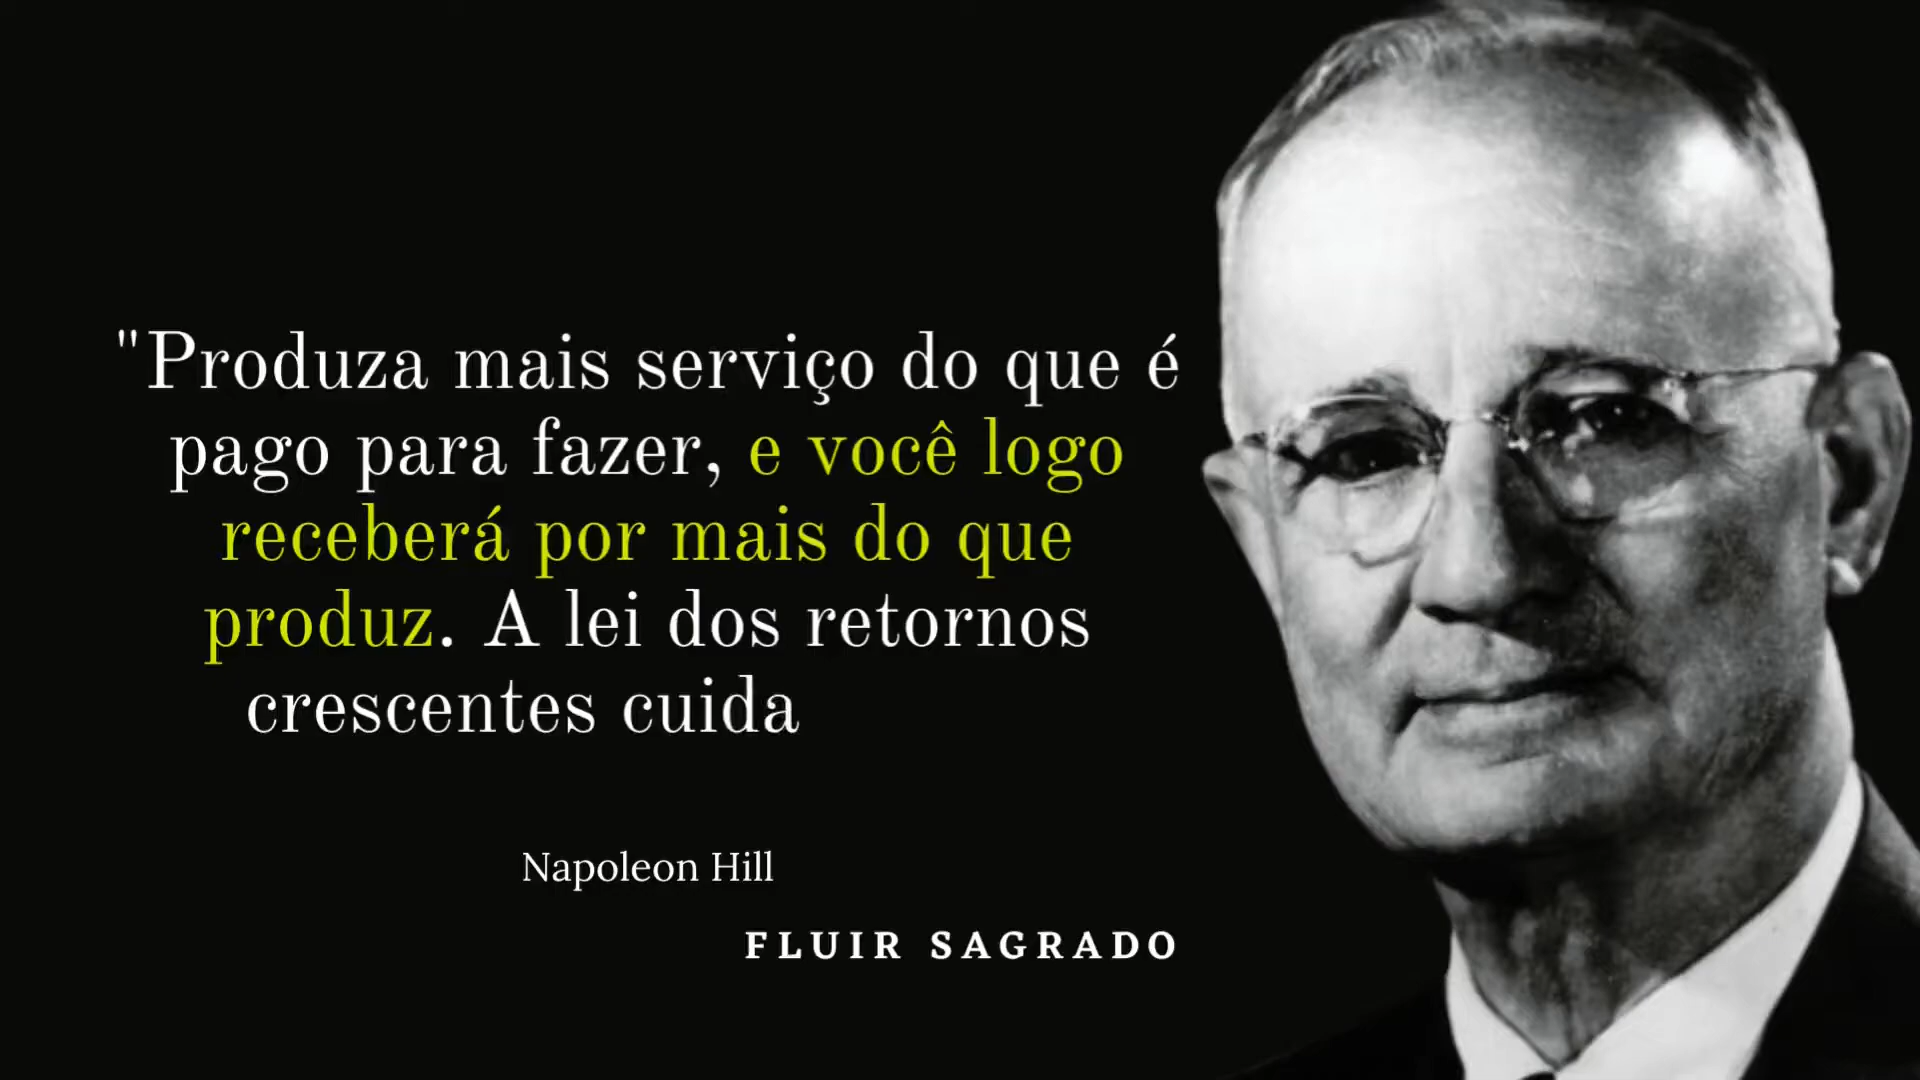 "Produza mais serviço do que é
pago para fazer, e você logo
receberá por mais do que
produz. A lei dos retornos
crescentes cuida
Napoleon Hill
FLUIR SAGRADO